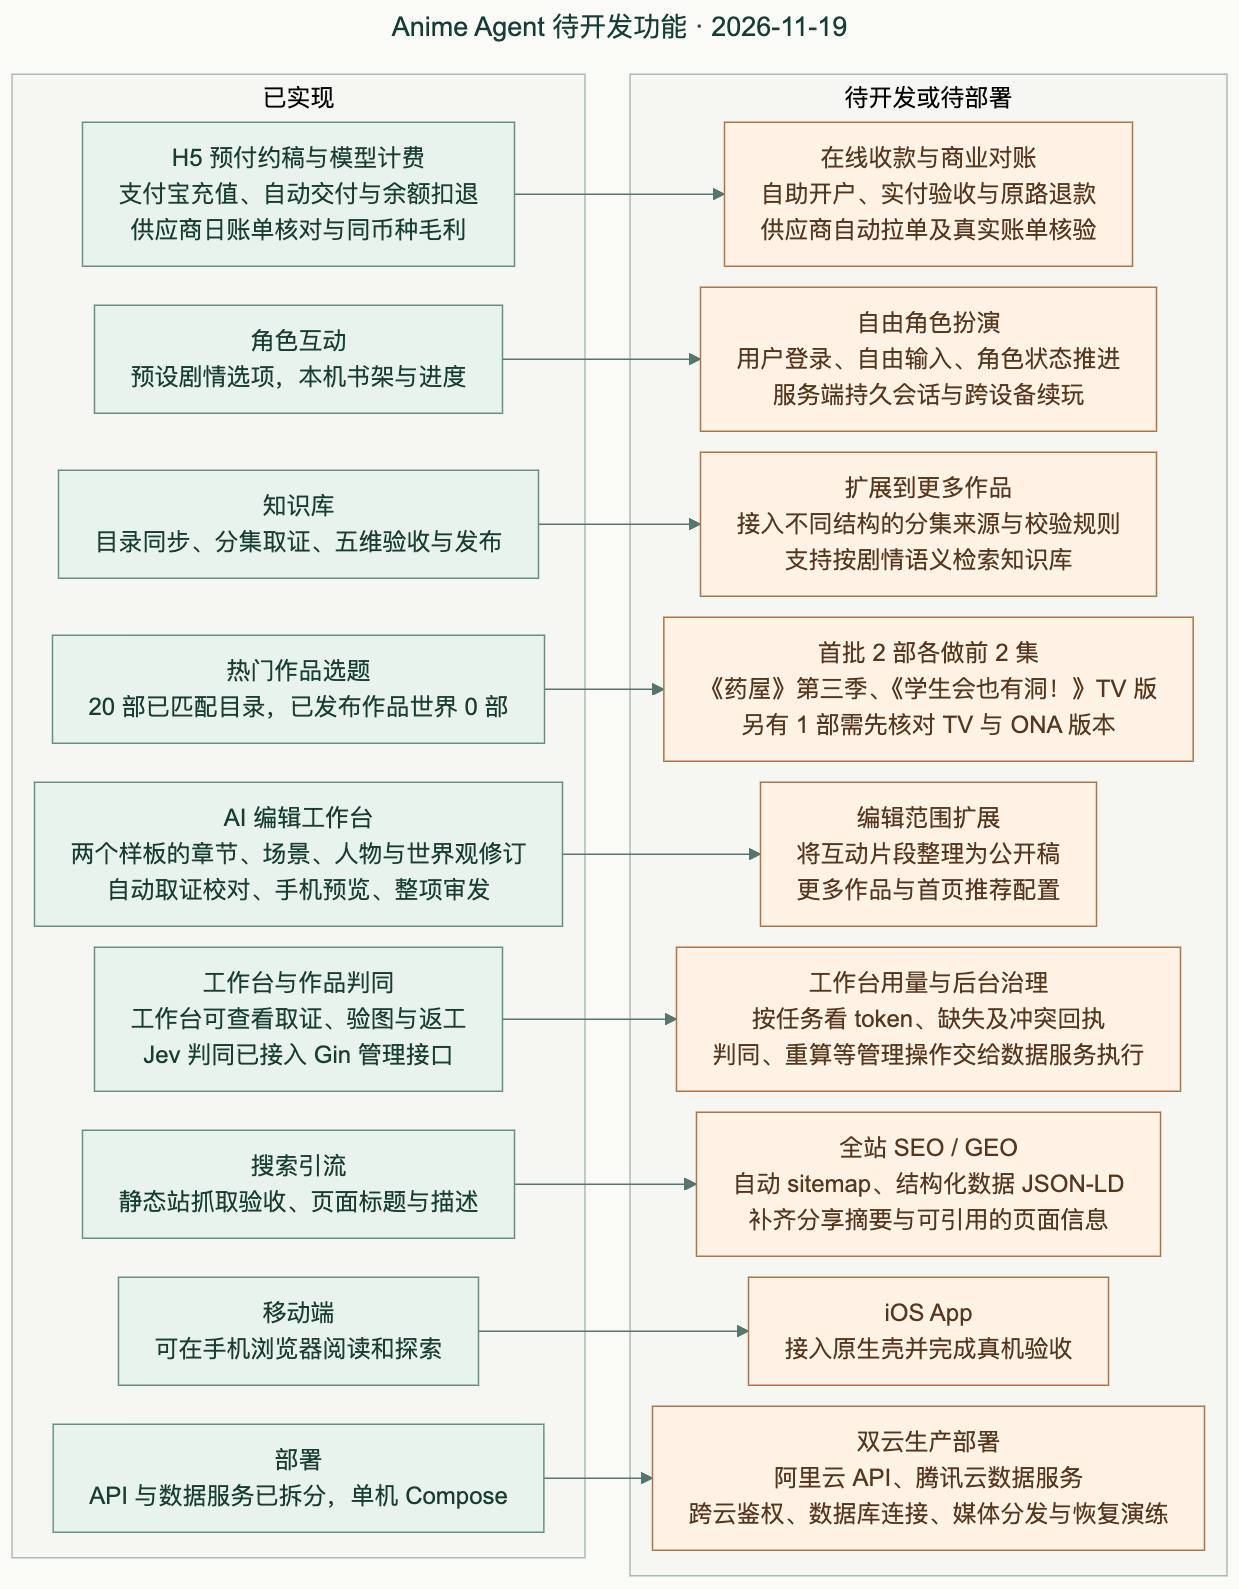 Anime Agent 待开发功能 · 2026-11-19
已实现
H5 预付约稿与模型计费
支付宝充值、自动交付与余额扣退
供应商日账单核对与同币种毛利
角色互动
预设剧情选项，本机书架与进度
知识库
目录同步、分集取证、五维验收与发布
热门作品选题
20 部已匹配目录，已发布作品世界 0 部
AI 编辑工作台
两个样板的章节、场景、人物与世界观修订
自动取证校对、手机预览、整项审发
工作台与作品判同
工作台可查看取证、验图与返工
Jev 判同已接入 Gin 管理接口
搜索引流
静态站抓取验收、页面标题与描述
移动端
可在手机浏览器阅读和探索
部署
API 与数据服务已拆分，单机 Compose
待开发或待部署
在线收款与商业对账
自助开户、实付验收与原路退款
供应商自动拉单及真实账单核验
自由角色扮演
用户登录、自由输入、角色状态推进
服务端持久会话与跨设备续玩
扩展到更多作品
接入不同结构的分集来源与校验规则
支持按剧情语义检索知识库
首批 2 部各做前 2 集
《药屋》第三季、《学生会也有洞！》TV 版
另有 1 部需先核对 TV 与 ONA 版本
编辑范围扩展
将互动片段整理为公开稿
更多作品与首页推荐配置
工作台用量与后台治理
按任务看 token、缺失及冲突回执
判同、重算等管理操作交给数据服务执行
全站 SEO / GEO
自动 sitemap、结构化数据 JSON-LD
补齐分享摘要与可引用的页面信息
iOS App
接入原生壳并完成真机验收
双云生产部署
阿里云 API、腾讯云数据服务
跨云鉴权、数据库连接、媒体分发与恢复演练